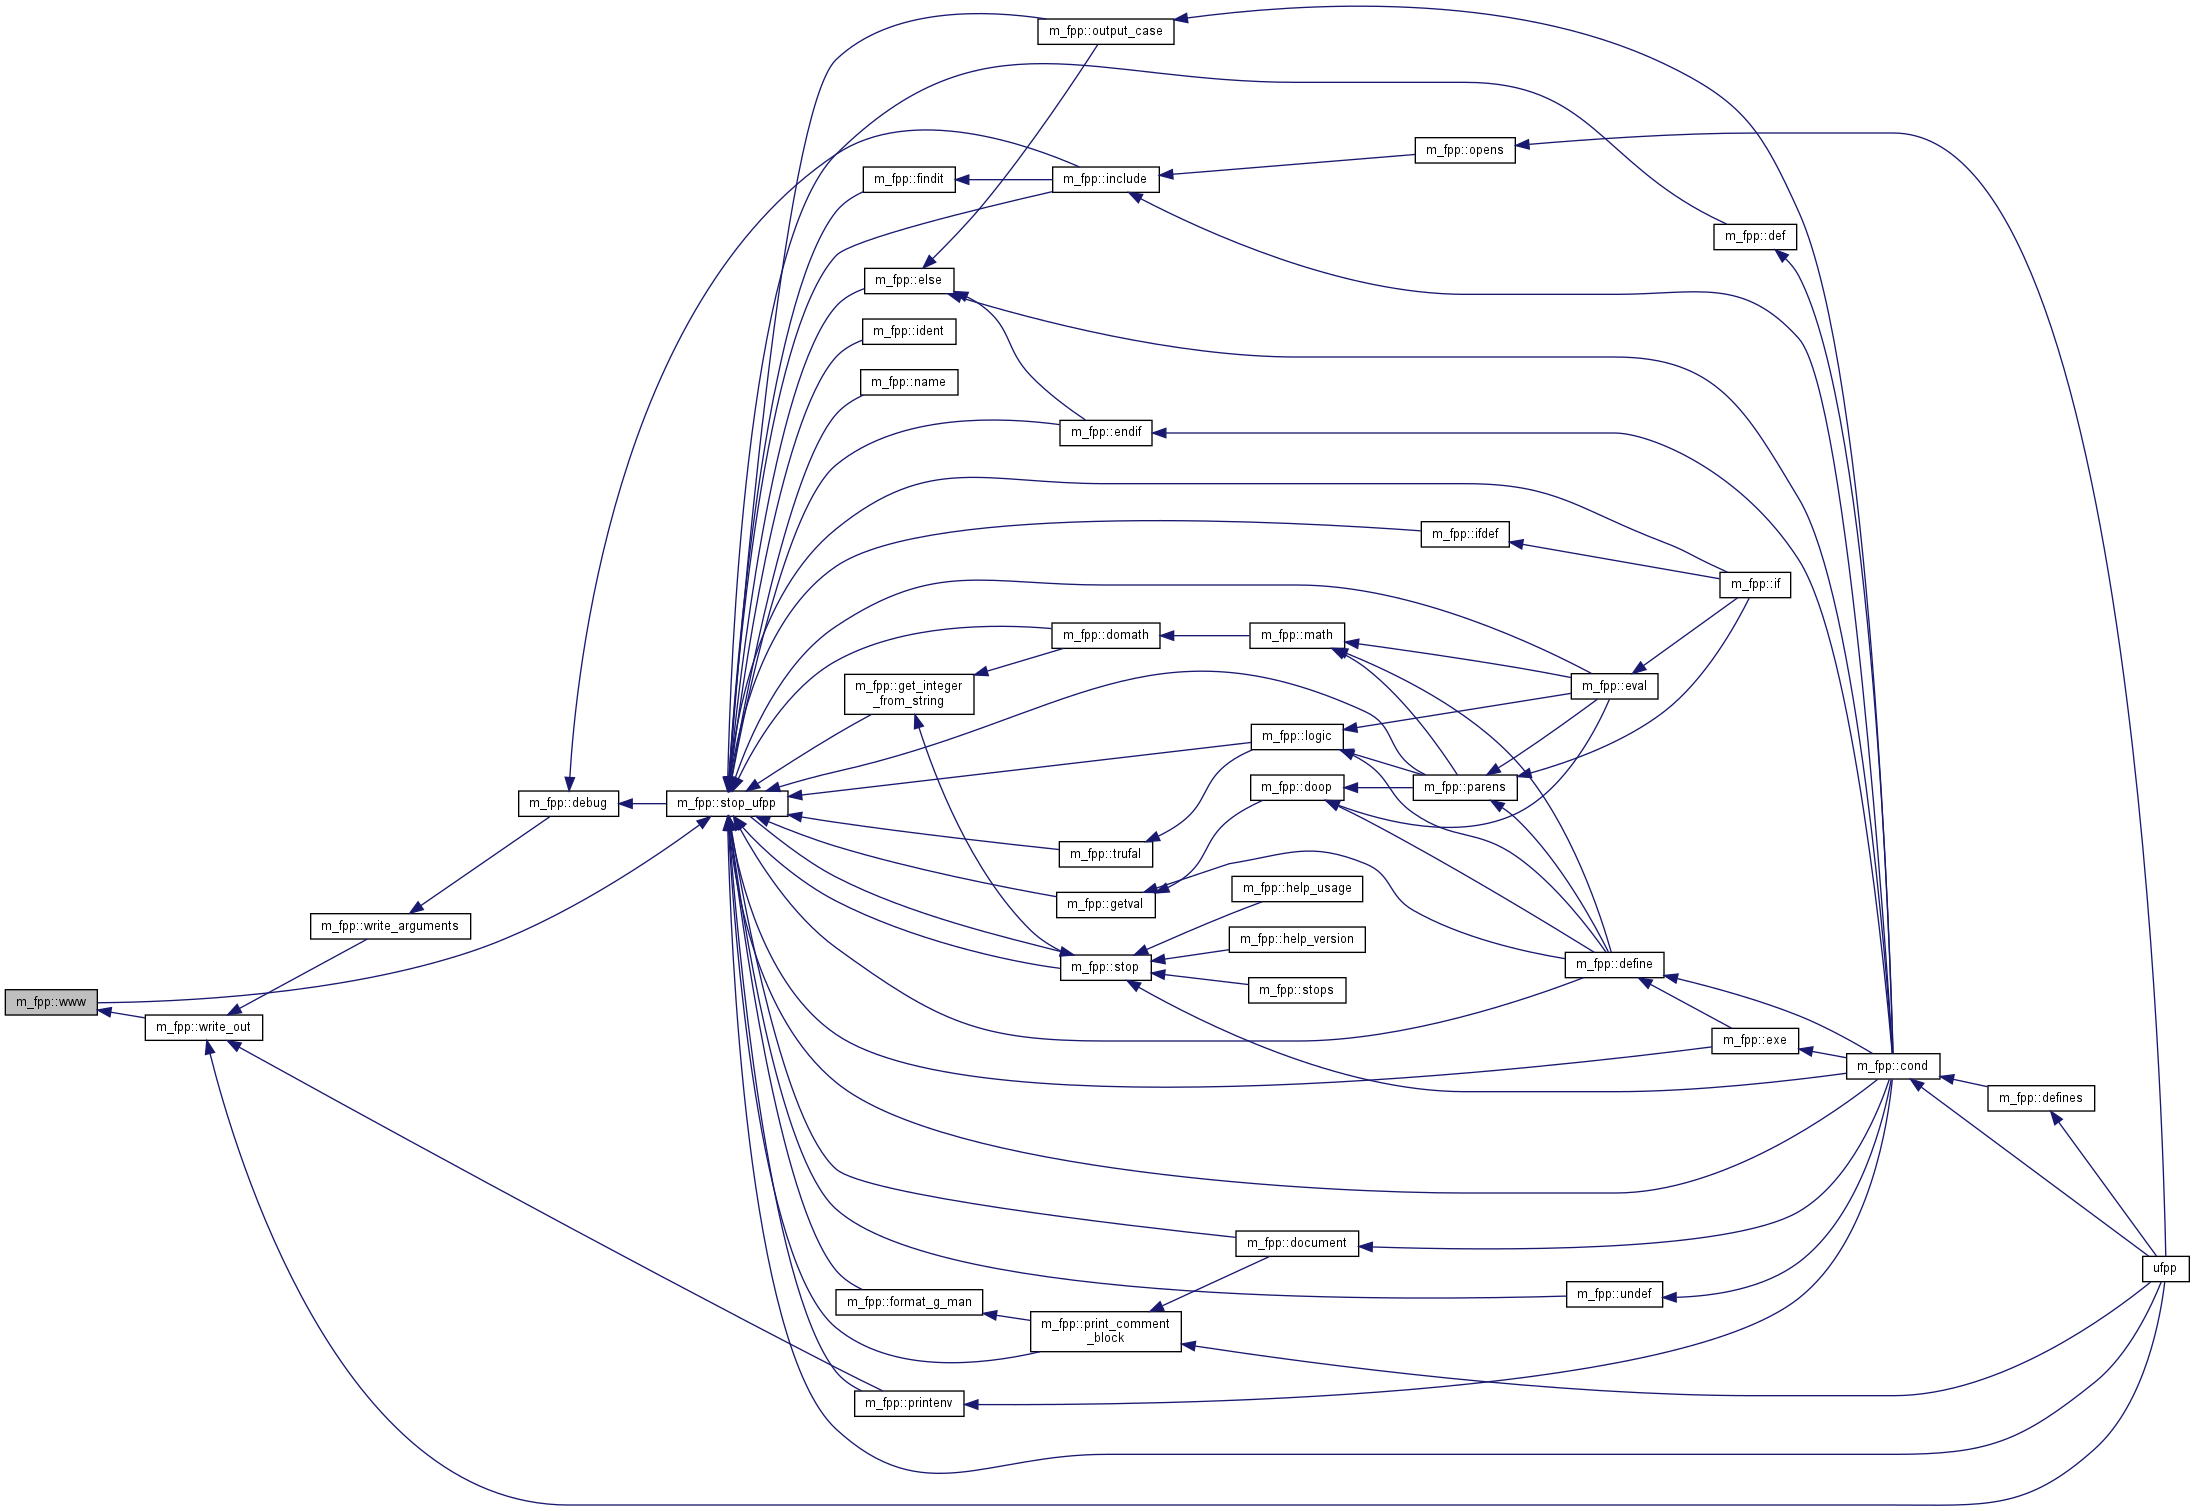 m_fpp::output_case
m_fpp::opens
m_fpp::findit
m_fpp::include
m_fpp::def
m_fpp::else
m_fpp::ident
m_fpp::name
m_fpp::endif
m_fpp::ifdef
m_fpp::if
m_fpp::domath
m_fpp::math
m_fpp::get_integer
_from_string
m_fpp::eval
m_fpp::logic
m_fpp::doop
m_fpp::parens
m_fpp::debug
m_fpp::stop_ufpp
m_fpp::trufal
m_fpp::help_usage
m_fpp::getval
m_fpp::write_arguments
m_fpp::help_version
m_fpp::stop
m_fpp::define
m_fpp::stops
m_fpp::www
m_fpp::write_out
m_fpp::exe
m_fpp::cond
m_fpp::defines
m_fpp::document
ufpp
m_fpp::undef
m_fpp::format_g_man
m_fpp::print_comment
_block
m_fpp::printenv